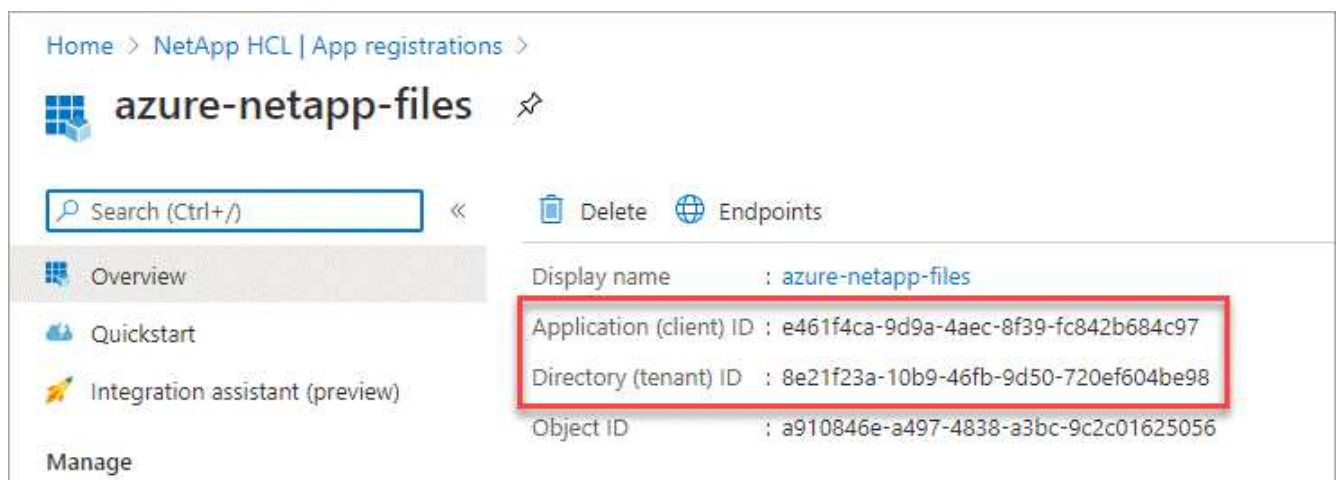 Home > NetApp HCL | App registrations >
azure-netapp-files
Search (Ctrl+/) «
Delete Endpoints
Overview
Display name : azure-netapp-files
Application (client) ID : e461f4ca-9d9a-4aec-8f39-fc842b684c97
Quickstart
Directory (tenant) ID : 8e21f23a-10b9-46fb-9d50-720ef604be98
Integration assistant (preview)
Object ID : a910846e-a497-4838-a3bc-9c2c01625056
Manage